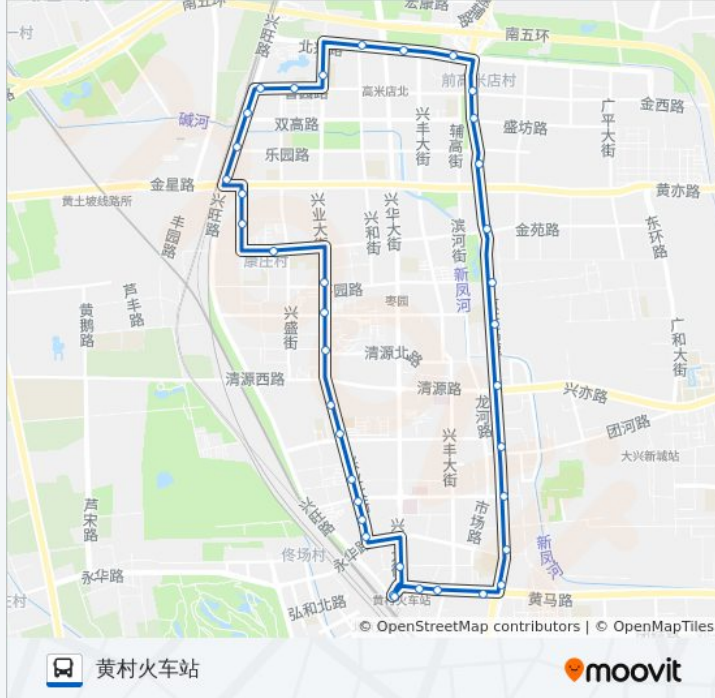 宏康路
南五环
兴旺路
南五环
一村
前高米店村
高米店北
金西路
碱河
双高路
兴丰大街
辅高街
盛坊路
广平大街
乐园路
金星路
黄亦路
黄土坡线路所
兴旺路
丰园路
兴业大
兴和街
兴华大街
滨河街
金苑路
东环路
康庄村
新凤河
园路
枣园
芦丰路
黄鹅路
兴盛街
广和大街
清源北路
清源西路
清源路
兴亦路
龙河路
团河路
兴丰大街
大兴新城站
芦宋路
兴旺路
市场路
佟场村
永华路
新凤河
永华路
王村
弘和北路
黄村火车站
黄马路
© OpenStreetMap contributors | © OpenMapTiles
黄村火车站
moovit